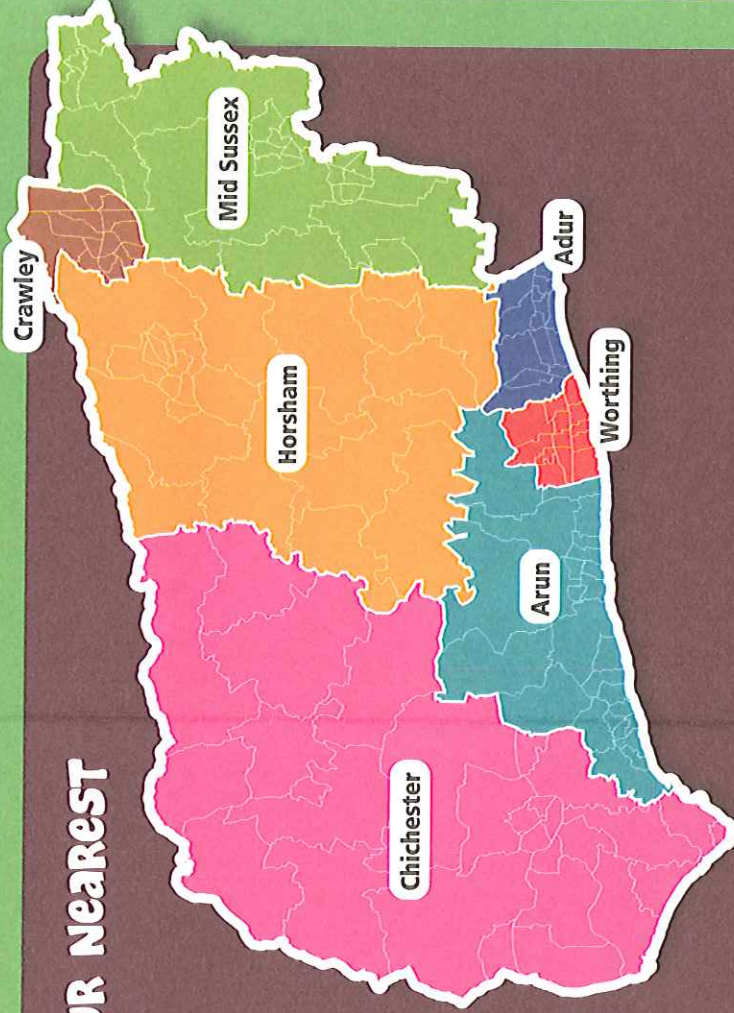 Crawley
NeaReST
Mid Sussex
Horsham
Chichester
Arun
Adur
Worthing